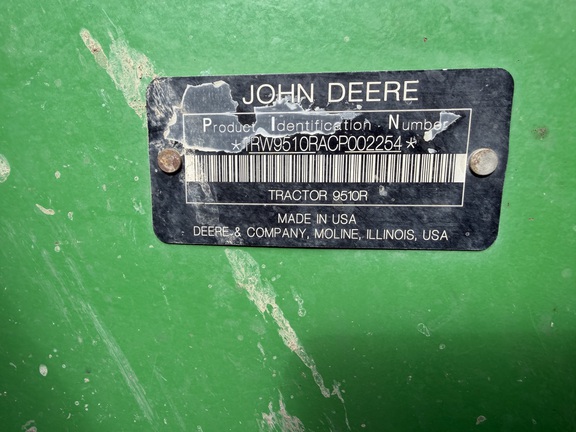 JOHN DEERE
Product Identification Number
*1RW9510RACP002254*
TRACTOR 9510R
MADE IN USA
DEERE & COMPANY, MOLINE, ILLINOIS, USA